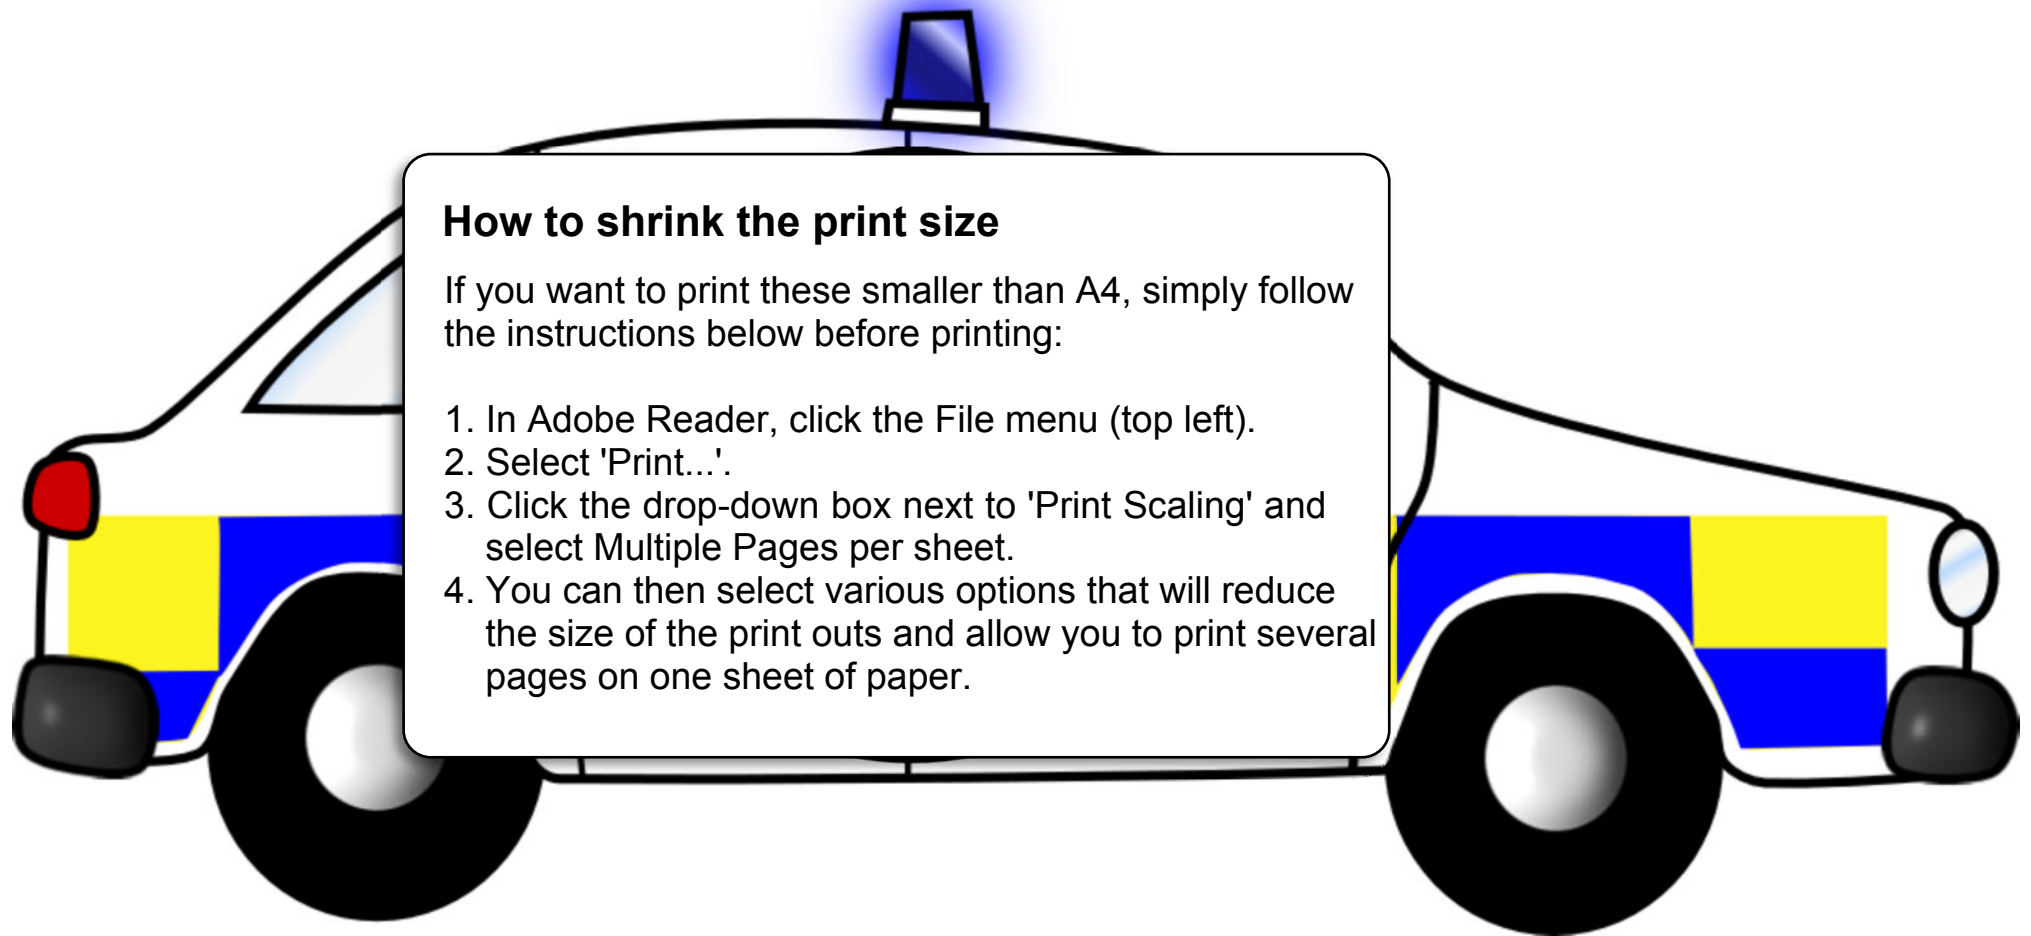 How to shrink the print size
If you want to print these smaller than A4, simply follow
the instructions below before printing:
1. In Adobe Reader, click the File menu (top left).
2. Select 'Print...'.
3. Click the drop-down box next to 'Print Scaling' and
select Multiple Pages per sheet.
4. You can then select various options that will reduce
the size of the print outs and allow you to print several
pages on one sheet of paper.